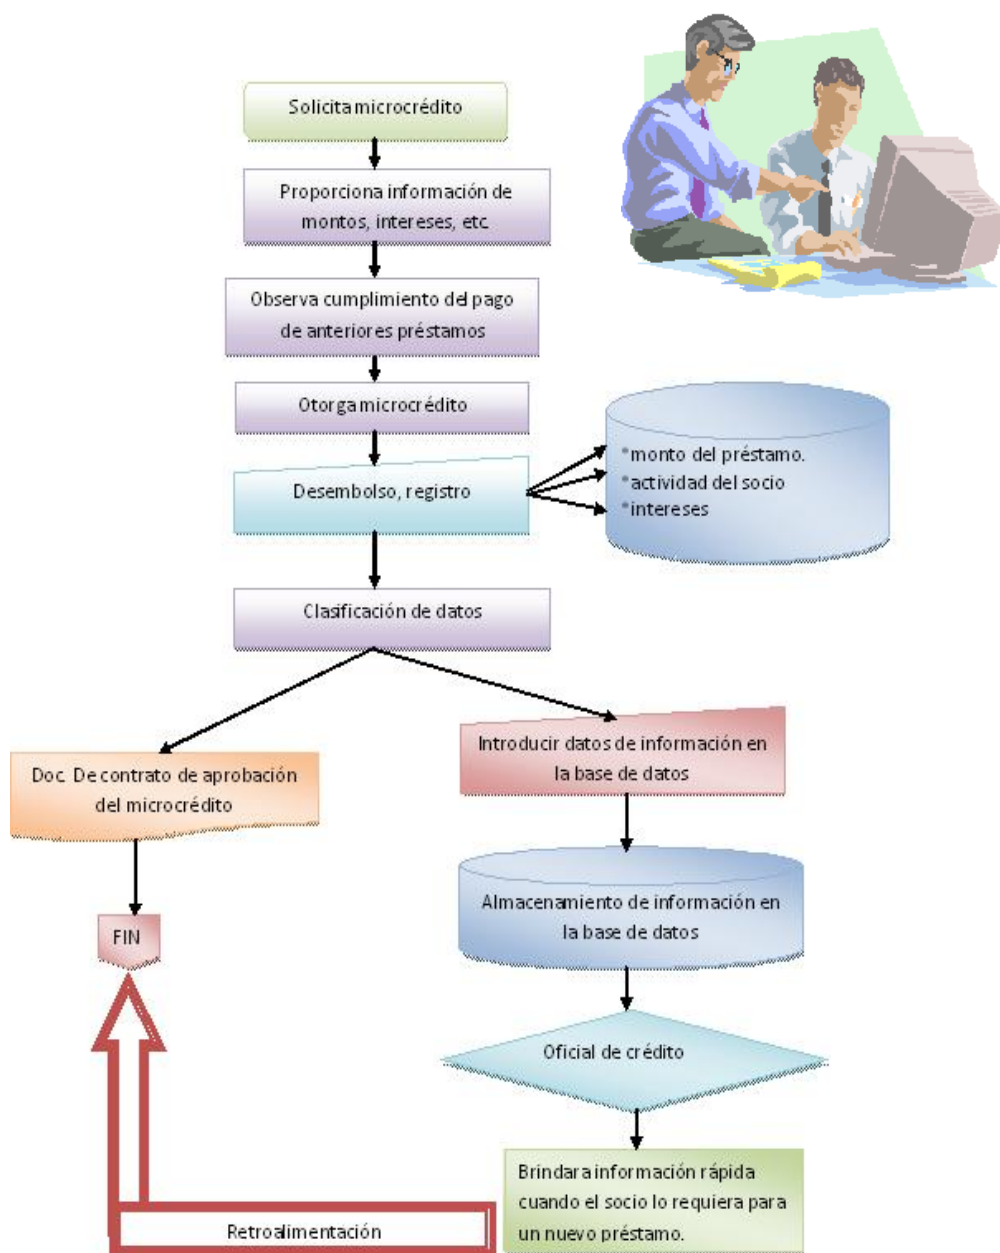 Solicita microcrédito
Proporciona información de
montos, intereses, etc.
Observa cumplimiento del pago
de anteriores préstamos
Otorga microcrédito
Desembolso, registro
*monto del préstamo.
*actividad del socio
*intereses
Clasificación de datos
Doc. De contrato de aprobación
del microcrédito
Introducir datos de información en
la base de datos
FIN
Almacenamiento de información en
la base de datos
Oficial de crédito
Brindara información rápida
cuando el socio lo requiera para
un nuevo préstamo.
Retroalimentación